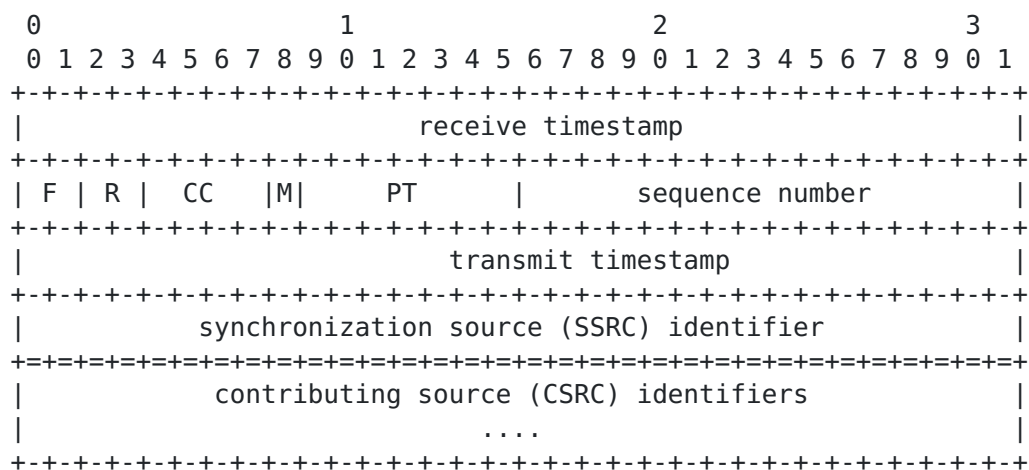 0                   1                   2                   3
 0 1 2 3 4 5 6 7 8 9 0 1 2 3 4 5 6 7 8 9 0 1 2 3 4 5 6 7 8 9 0 1
+-+-+-+-+-+-+-+-+-+-+-+-+-+-+-+-+-+-+-+-+-+-+-+-+-+-+-+-+-+-+-+-+
|                         receive timestamp                     |
+-+-+-+-+-+-+-+-+-+-+-+-+-+-+-+-+-+-+-+-+-+-+-+-+-+-+-+-+-+-+-+-+
| F | R |  CC   |M|     PT      |       sequence number         |
+-+-+-+-+-+-+-+-+-+-+-+-+-+-+-+-+-+-+-+-+-+-+-+-+-+-+-+-+-+-+-+-+
|                           transmit timestamp                  |
+-+-+-+-+-+-+-+-+-+-+-+-+-+-+-+-+-+-+-+-+-+-+-+-+-+-+-+-+-+-+-+-+
|           synchronization source (SSRC) identifier            |
+=+=+=+=+=+=+=+=+=+=+=+=+=+=+=+=+=+=+=+=+=+=+=+=+=+=+=+=+=+=+=+=+
|            contributing source (CSRC) identifiers             |
|                             ....                              |
+-+-+-+-+-+-+-+-+-+-+-+-+-+-+-+-+-+-+-+-+-+-+-+-+-+-+-+-+-+-+-+-+